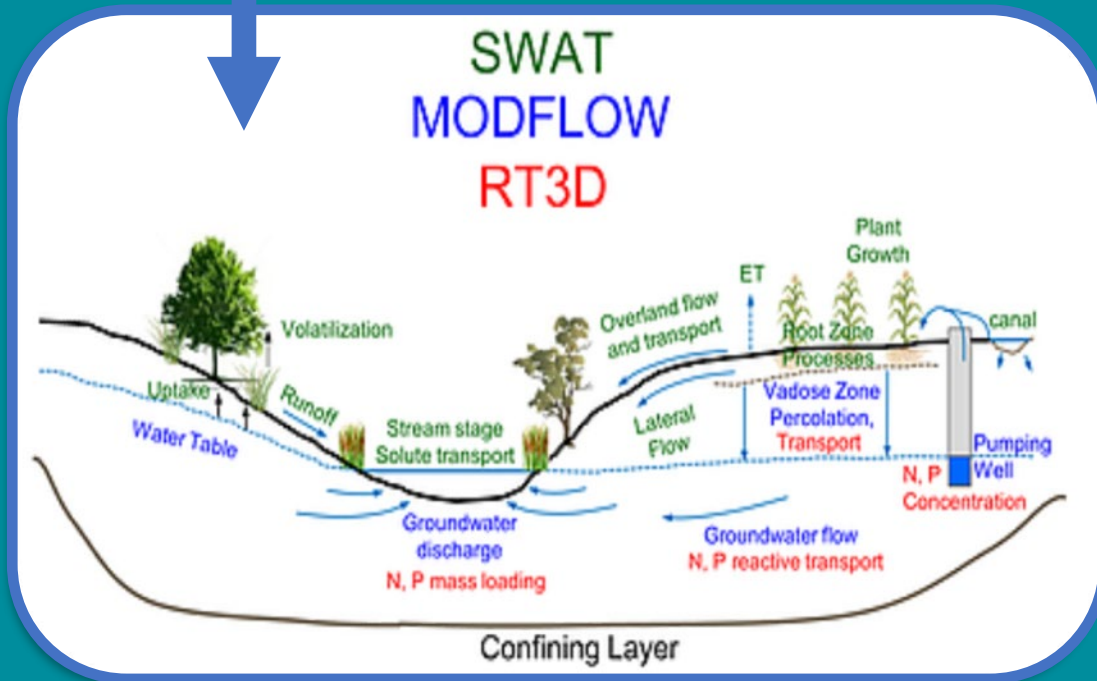 SWAT
MODFLOW
RT3D
Plant
Growth
ET
Overland flow
and transport
canal
Root Zone
Processes
Volatilization
Uptake
Runoff
Water Table
Stream stage
Solute transport
Lateral
Flow
Vadose Zone
Percolation,
Transport
Pumping
Well
N, P
Concentration
Groundwater
discharge
N, P mass loading
Groundwater flow
N, P reactive transport
Confining Layer